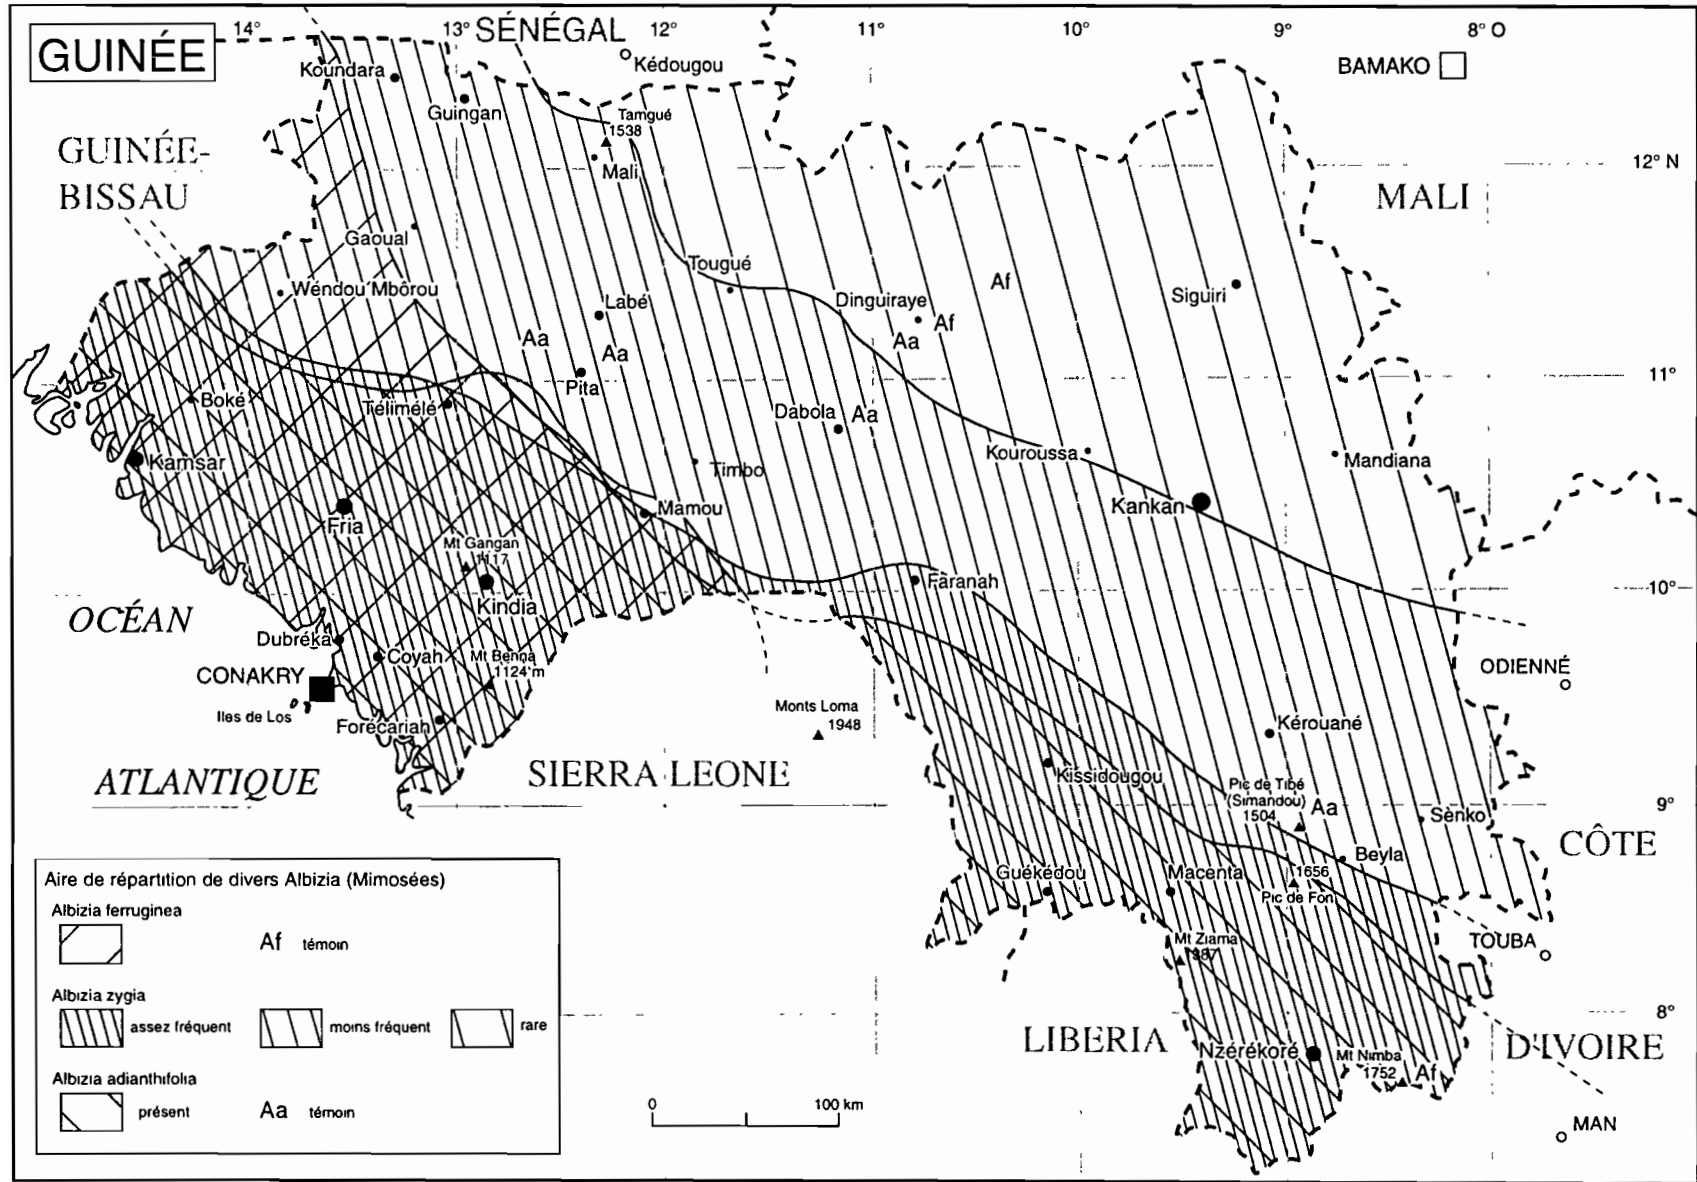 14°
13°
SÉNÉGAL
12°
11°
10°
9°
8° O
GUINÉE
Koundara
Kédougou
BAMAKO
Guingan
Tamgué
1538
GUINÉE-
BISSAU
Mali
12° N
MALI
Gaoual
Tougué
Wéndou Mbôrou
Labé
Dinguiraye
Af
Af
Siguiri
Aa
Aa
Aa
Pita
11°
Boké
Télimélé
Dabola
Aa
Kamsar
Timbo
Kouroussa
Mandiana
Mamou
Kankan
Fria
Mt Gangan
1117
Kindia
Faranah
10°
OCÉAN
Dubréka
Coyah
Mt Benna
1124 m
ODIENNÉ
CONAKRY
Iles de Los
Forécariah
Monts Loma
1948
Kérouané
ATLANTIQUE
SIERRA LEONE
Kissidougou
Pic de Tibé
(Simandou)
1504
Aa
9°
Sènko
CÔTE
Beyla
Guékédou
Macenta
1656
Pic de Fon
Mt Ziama
1387
TOUBA
8°
LIBERIA
D'IVOIRE
Nzérékoré
Mt Nimba
1752
Af
MAN
Aire de répartition de divers Albizia (Mimosées)
Albizia ferruginea
Af témoin
Albizia zygia
assez fréquent
moins fréquent
rare
Albizia adianthifolia
présent
Aa témoin
0
100 km